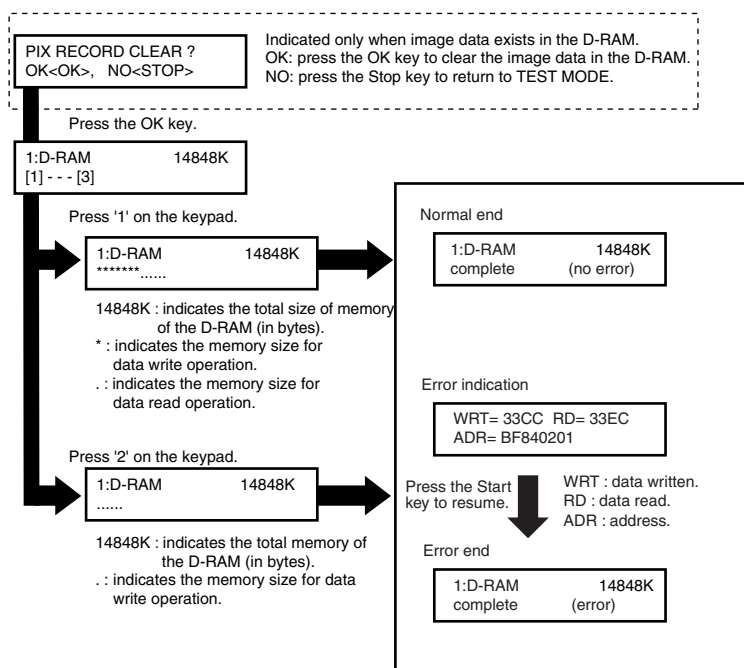 PIX RECORD CLEAR ?
OK<OK>, NO<STOP>
Indicated only when image data exists in the D-RAM.
OK: press the OK key to clear the image data in the D-RAM.
NO: press the Stop key to return to TEST MODE.
Press the OK key.
1:D-RAM 14848K
[1] - - - [3]
Press '1' on the keypad.
1:D-RAM 14848K
*******......
14848K : indicates the total size of memory
of the D-RAM (in bytes).
* : indicates the memory size for
data write operation.
. : indicates the memory size for
data read operation.
Press '2' on the keypad.
1:D-RAM 14848K
......
14848K : indicates the total memory of
the D-RAM (in bytes).
. : indicates the memory size for data
write operation.
Normal end
1:D-RAM 14848K
complete (no error)
Error indication
WRT= 33CC RD= 33EC
ADR= BF840201
Press the Start
key to resume.
WRT : data written.
RD : data read.
ADR : address.
Error end
1:D-RAM 14848K
complete (error)